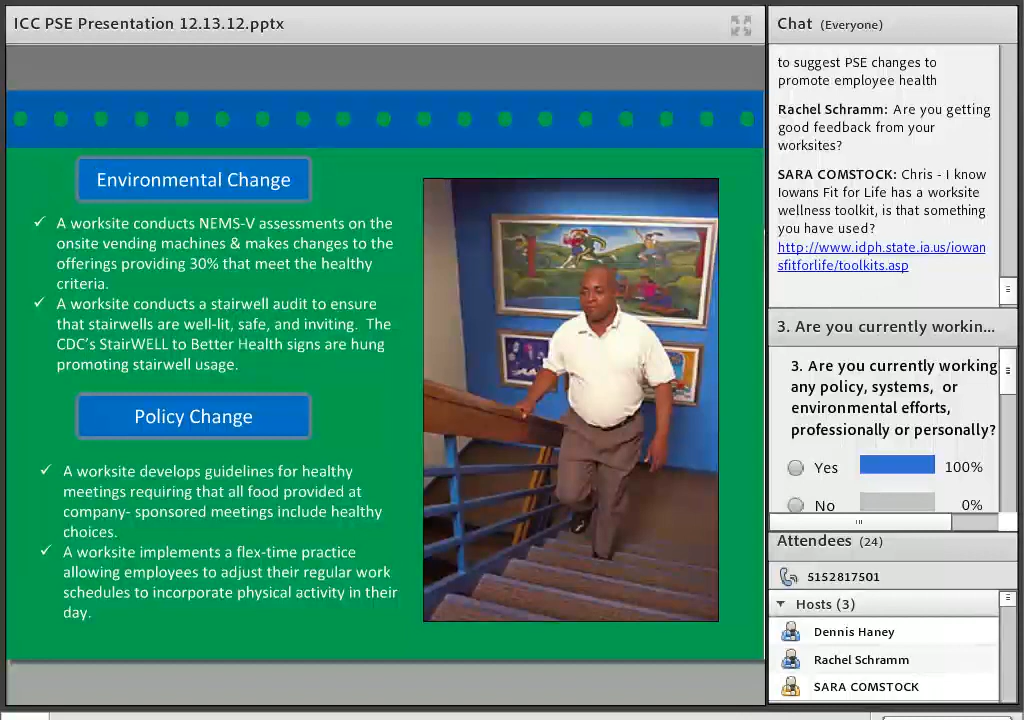 ICC PSE Presentation 12.13.12.pptx
Environmental Change
✓ A worksite conducts NEMS-V assessments on the
onsite vending machines & makes changes to the
offerings providing 30% that meet the healthy
criteria.
✓ A worksite conducts a stairwell audit to ensure
that stairwells are well-lit, safe, and inviting.  The
CDC's StairWELL to Better Health signs are hung
promoting stairwell usage.
Policy Change
✓ A worksite develops guidelines for healthy
meetings requiring that all food provided at
company- sponsored meetings include healthy
choices.
✓ A worksite implements a flex-time practice
allowing employees to adjust their regular work
schedules to incorporate physical activity in their
day.
Chat (Everyone)
to suggest PSE changes to
promote employee health
Rachel Schramm: Are you getting
good feedback from your
worksites?
SARA COMSTOCK: Chris - I know
Iowans Fit for Life has a worksite
wellness toolkit, is that something
you have used?
http://www.idph.state.ia.us/iowan
sfitforlife/toolkits.asp
3. Are you currently workin...
3. Are you currently working
any policy, systems,  or
environmental efforts,
professionally or personally?
Yes 100%
No 0%
Attendees (24)
5152817501
Hosts (3)
Dennis Haney
Rachel Schramm
SARA COMSTOCK